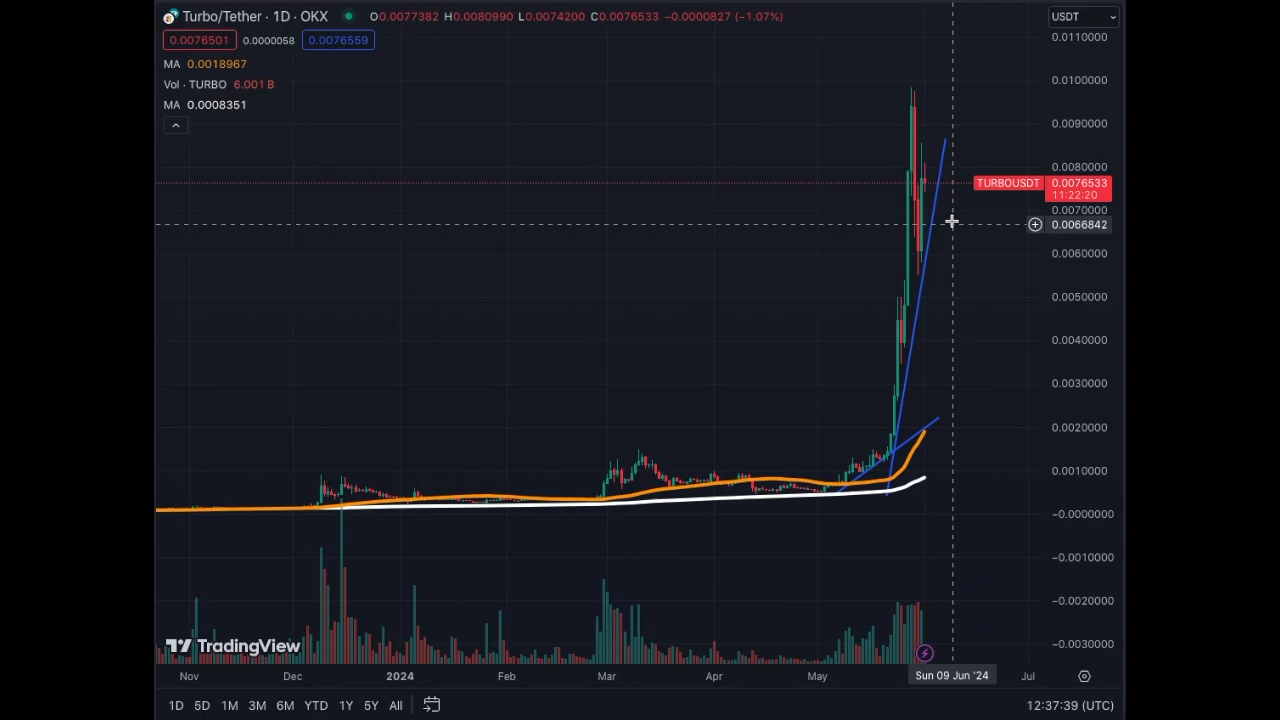 Turbo/Tether · 1D · OKX O0.0077382 H0.0080990 L0.0074200 C0.0076533 −0.0000827 (−1.07%) USDT
0.0076501 0.0000058 0.0076559
MA 0.0018967
Vol · TURBO 6.001 B
MA 0.0008351
0.0110000
0.0100000
0.0090000
0.0080000
TURBOUSDT 0.0076533
11:22:20
0.0070000
0.0066842
0.0060000
0.0050000
0.0040000
0.0030000
0.0020000
0.0010000
−0.0000000
−0.0010000
−0.0020000
−0.0030000
TradingView
Nov Dec 2024 Feb Mar Apr May Sun 09 Jun '24 Jul
1D 5D 1M 3M 6M YTD 1Y 5Y All 12:37:39 (UTC)